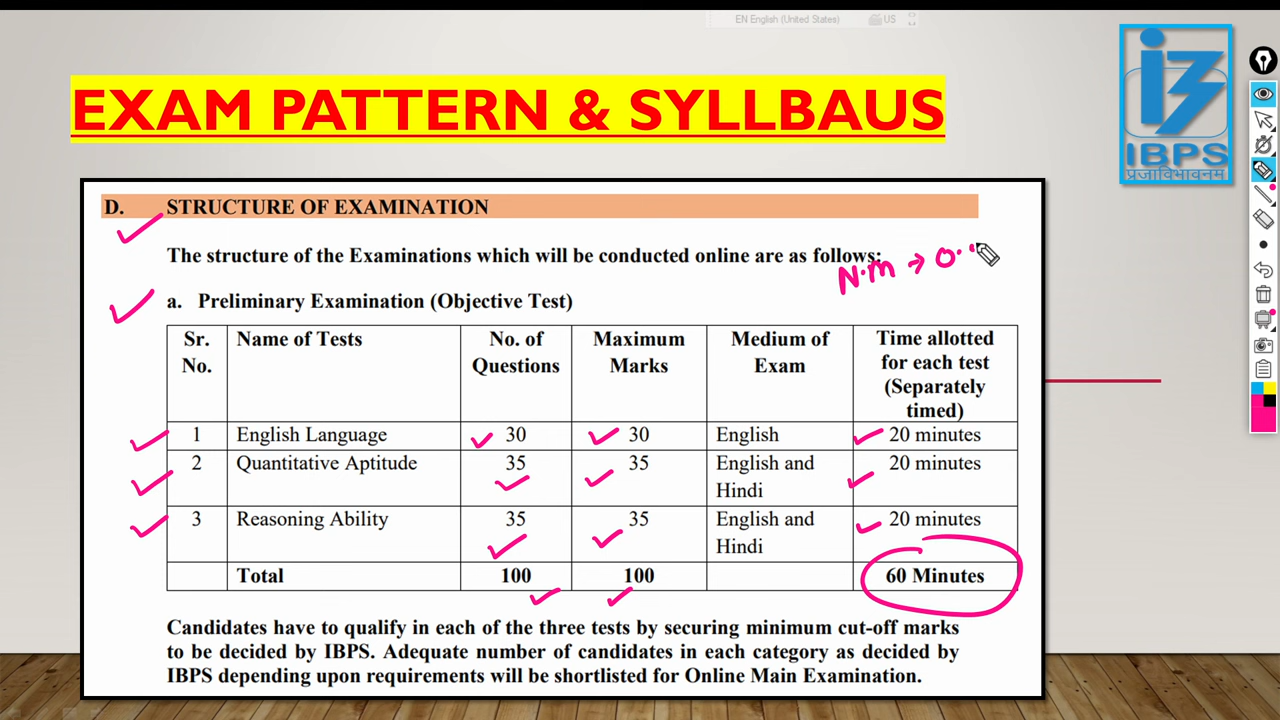 EN English (United States) US
EXAM PATTERN & SYLLBAUS
IBPS
प्रजाविभावनम्
D. STRUCTURE OF EXAMINATION
The structure of the Examinations which will be conducted online are as follows:
N.m → 0.
a. Preliminary Examination (Objective Test)
Sr. No. Name of Tests No. of Questions Maximum Marks Medium of Exam Time allotted for each test (Separately timed)
1 English Language 30 30 English 20 minutes
2 Quantitative Aptitude 35 35 English and Hindi 20 minutes
3 Reasoning Ability 35 35 English and Hindi 20 minutes
Total 100 100 60 Minutes
Candidates have to qualify in each of the three tests by securing minimum cut-off marks
to be decided by IBPS. Adequate number of candidates in each category as decided by
IBPS depending upon requirements will be shortlisted for Online Main Examination.